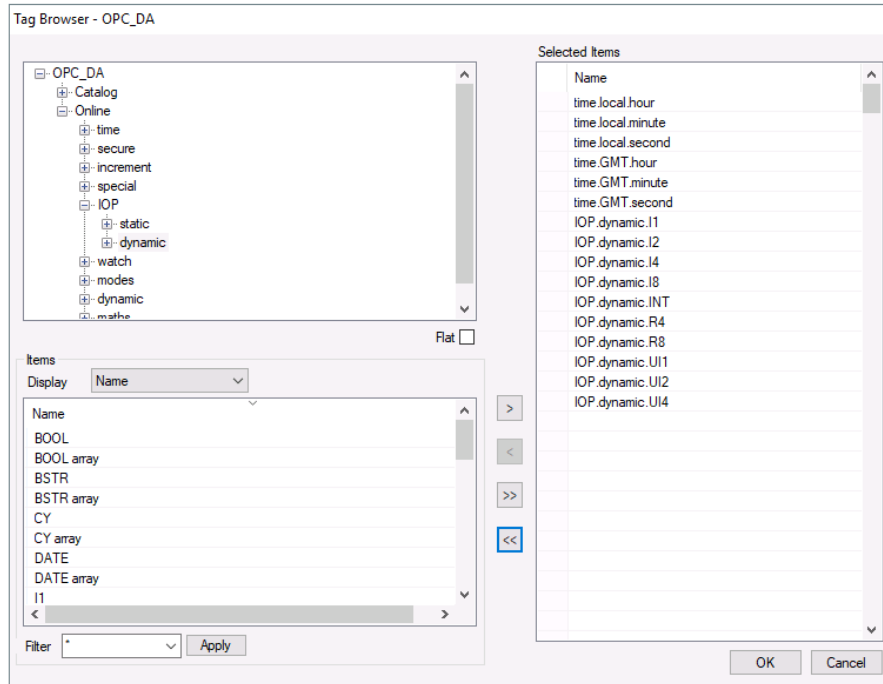 Tag Browser - OPC_DA
OPC_DA
Catalog
Online
time
secure
increment
special
IOP
static
dynamic
watch
modes
dynamic
maths
Flat
Items
Display Name
Name
BOOL
BOOL array
BSTR
BSTR array
CY
CY array
DATE
DATE array
I1
Filter *
Apply
>
<
>>
<<
Selected Items
Name
time.local.hour
time.local.minute
time.local.second
time.GMT.hour
time.GMT.minute
time.GMT.second
IOP.dynamic.I1
IOP.dynamic.I2
IOP.dynamic.I4
IOP.dynamic.I8
IOP.dynamic.INT
IOP.dynamic.R4
IOP.dynamic.R8
IOP.dynamic.UI1
IOP.dynamic.UI2
IOP.dynamic.UI4
OK Cancel